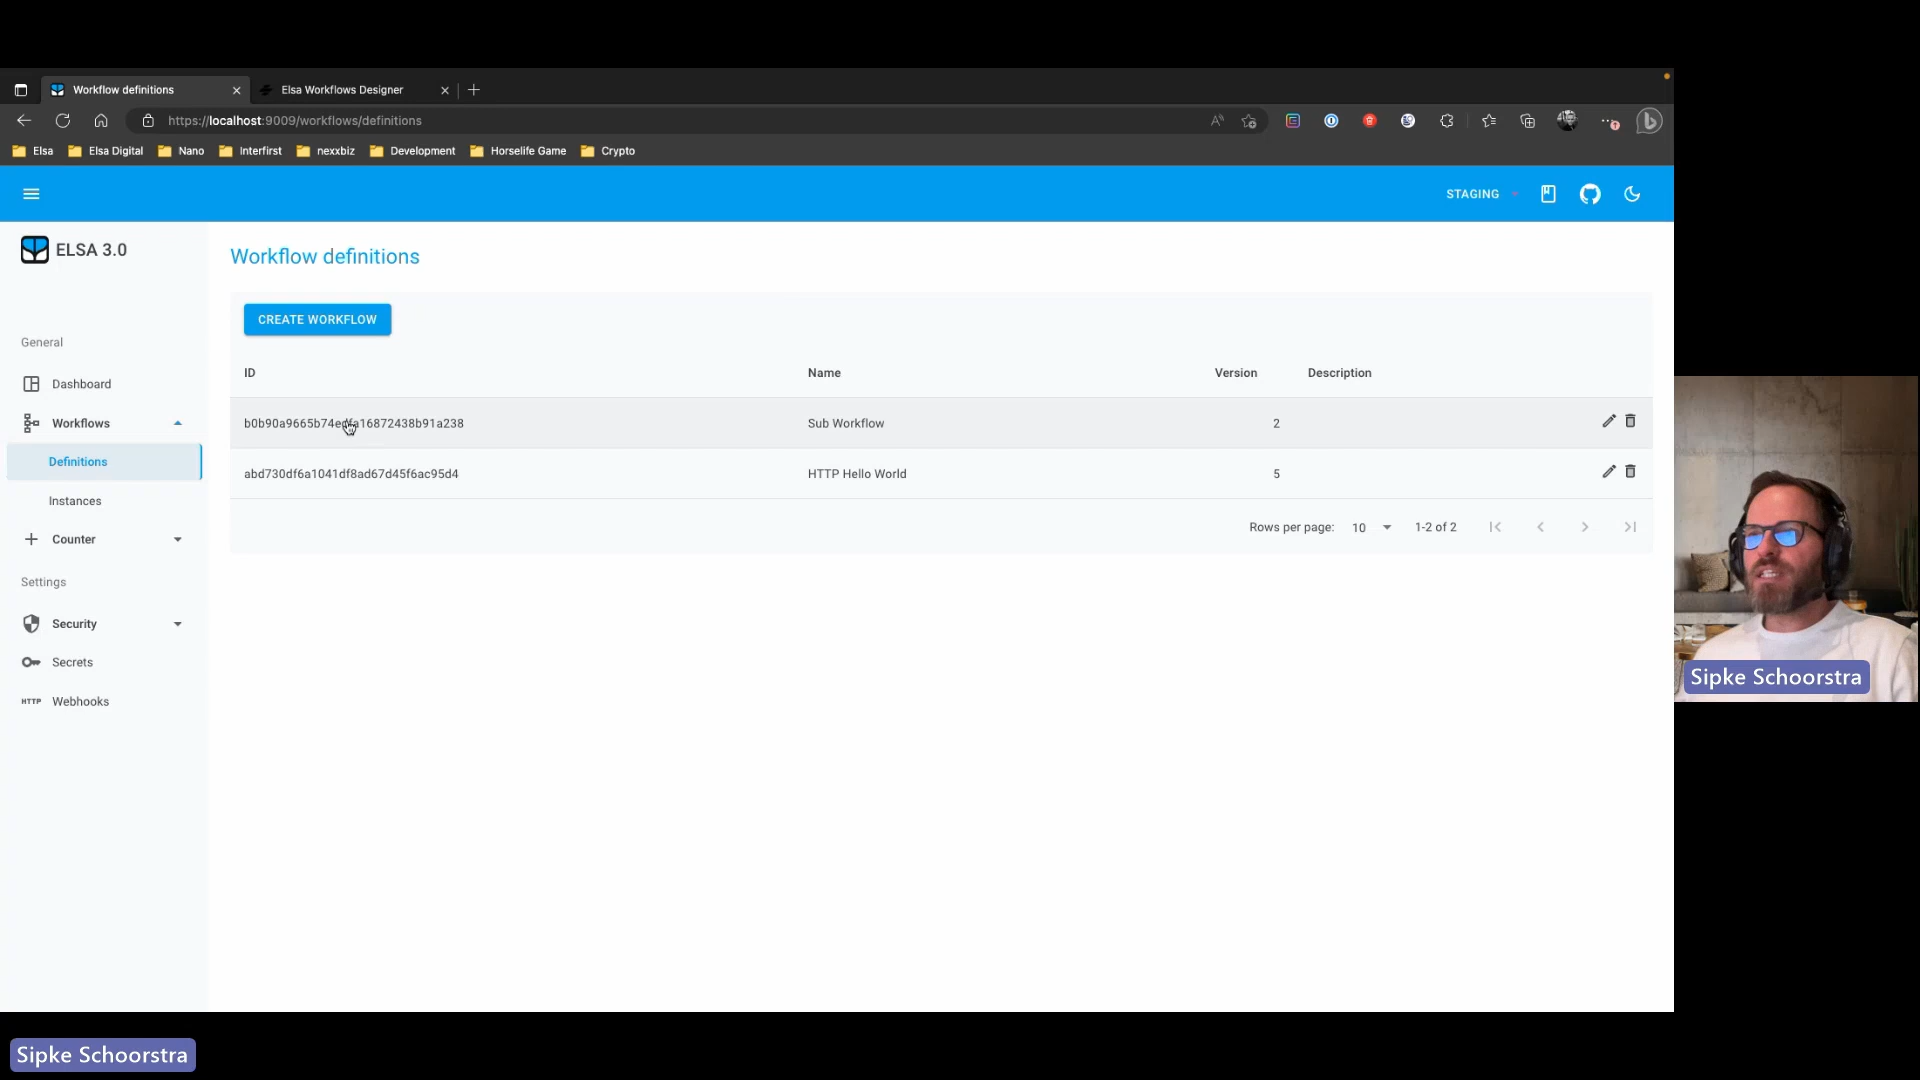 Workflow definitions
Elsa Workflows Designer
https://localhost:9009/workflows/definitions
Elsa
Elsa Digital
Nano
Interfirst
nexxbiz
Development
Horselife Game
Crypto
STAGING
ELSA 3.0
Workflow definitions
CREATE WORKFLOW
General
Dashboard
Workflows
Definitions
Instances
Counter
Settings
Security
Secrets
HTTP Webhooks
ID Name Version Description
Sub Workflow 2
abd730df6a1041df8ad67d45f6ac95d4 HTTP Hello World 5
Rows per page: 10 1-2 of 2
Sipke Schoorstra
Sipke Schoorstra